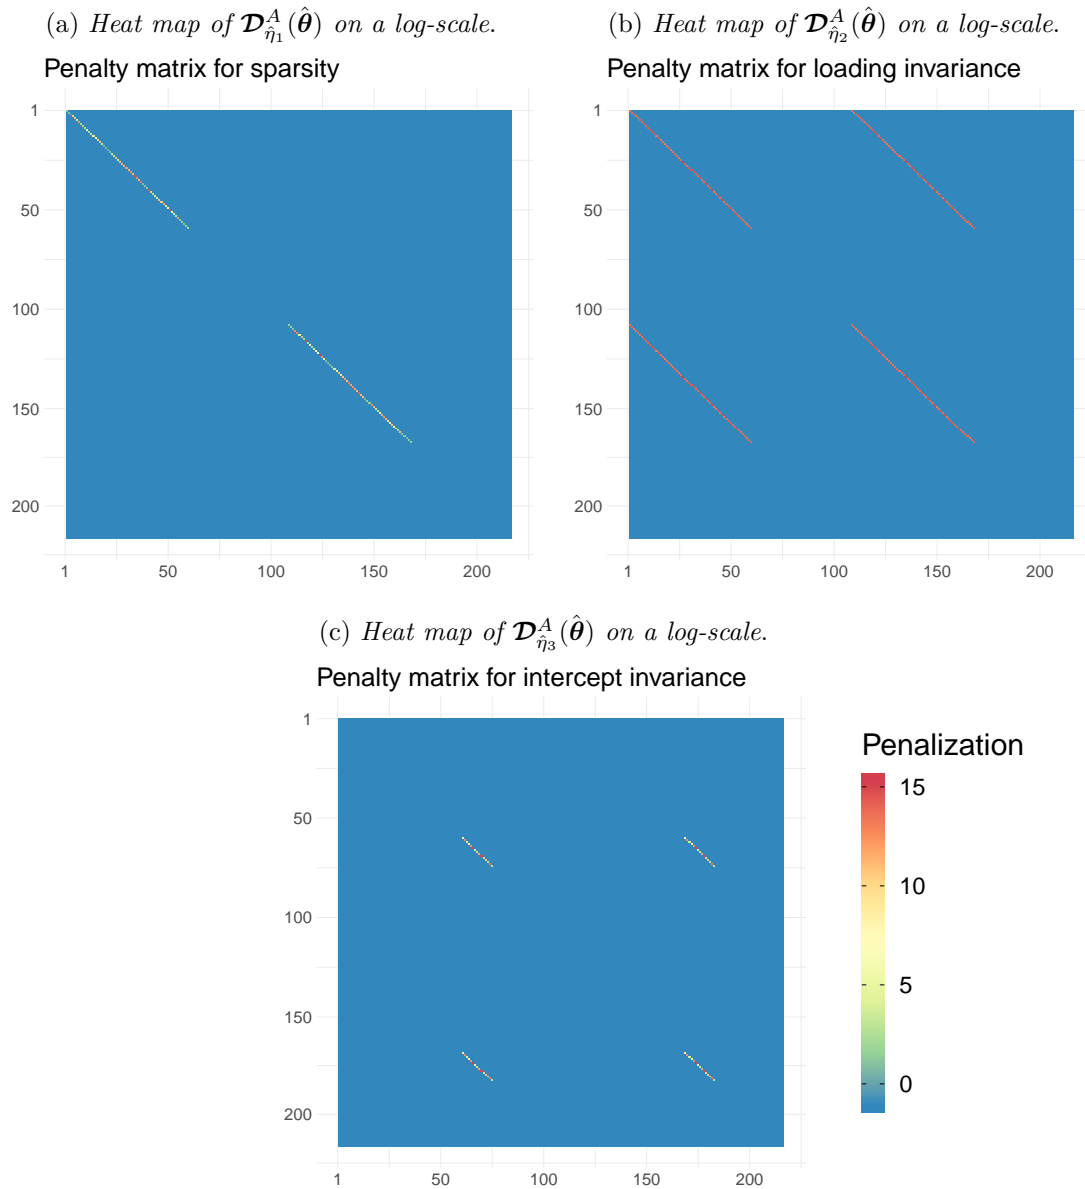 (a) Heat map of 𝓓^A_{η̂₁}(θ̂) on a log-scale.
Penalty matrix for sparsity
1
50
100
150
200
1 50 100 150 200
(b) Heat map of 𝓓^A_{η̂₂}(θ̂) on a log-scale.
Penalty matrix for loading invariance
1
50
100
150
200
1 50 100 150 200
(c) Heat map of 𝓓^A_{η̂₃}(θ̂) on a log-scale.
Penalty matrix for intercept invariance
1
50
100
150
200
1 50 100 150 200
Penalization
15
10
5
0